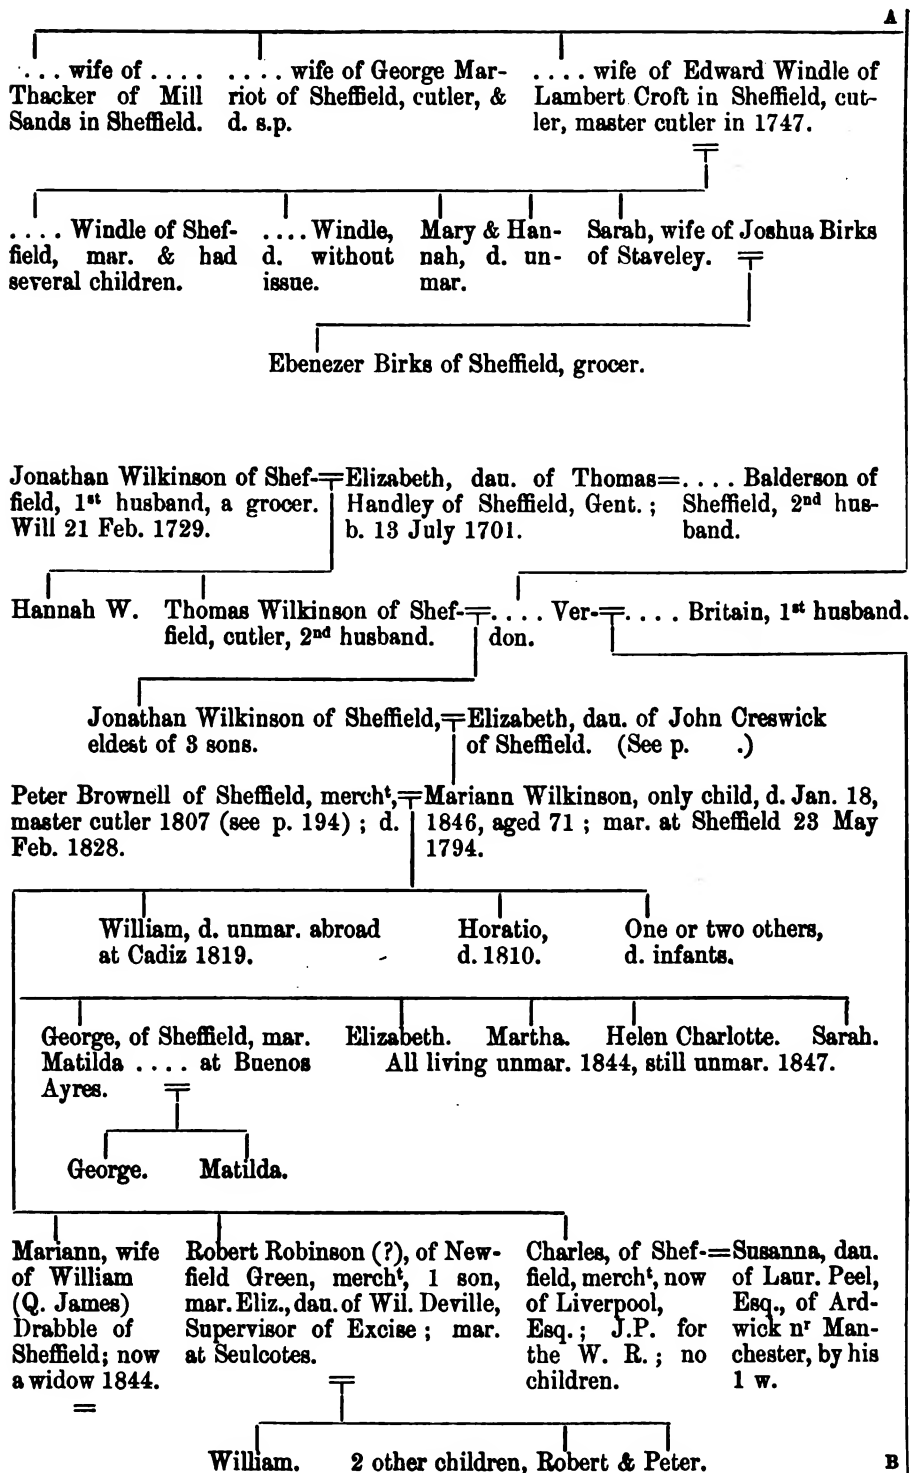 A
. . . wife of . . . .
Thacker of Mill
Sands in Sheffield.
. . . . wife of George Mar-
riot of Sheffield, cutler, &
d. s.p.
. . . . wife of Edward Windle of
Lambert Croft in Sheffield, cut-
ler, master cutler in 1747.
. . . . Windle of Shef-
field, mar. & had
several children.
. . . . Windle,
d. without
issue.
Mary & Han-
nah, d. un-
mar.
Sarah, wife of Joshua Birks
of Staveley.
Ebenezer Birks of Sheffield, grocer.
Jonathan Wilkinson of Shef-
field, 1st husband, a grocer.
Will 21 Feb. 1729.
Elizabeth, dau. of Thomas
Handley of Sheffield, Gent. ;
b. 13 July 1701.
=. . . . Balderson of
Sheffield, 2nd hus-
band.
Hannah W.
Thomas Wilkinson of Shef-
field, cutler, 2nd husband.
. . . . Ver-
don.
. . . . Britain, 1st husband.
Jonathan Wilkinson of Sheffield,
eldest of 3 sons.
Elizabeth, dau. of John Creswick
of Sheffield. (See p. .)
Peter Brownell of Sheffield, mercht,
master cutler 1807 (see p. 194) ; d.
Feb. 1828.
Mariann Wilkinson, only child, d. Jan. 18,
1846, aged 71 ; mar. at Sheffield 23 May
1794.
William, d. unmar. abroad
at Cadiz 1819.
Horatio,
d. 1810.
One or two others,
d. infants.
George, of Sheffield, mar.
Matilda . . . . at Buenos
Ayres.
Elizabeth. Martha. Helen Charlotte. Sarah.
All living unmar. 1844, still unmar. 1847.
George. Matilda.
Mariann, wife
of William
(Q. James)
Drabble of
Sheffield; now
a widow 1844.
=
Robert Robinson (?), of New-
field Green, mercht, 1 son,
mar. Eliz., dau. of Wil. Deville,
Supervisor of Excise ; mar.
at Seulcotes.
Charles, of Shef-
field, mercht, now
of Liverpool,
Esq. ; J.P. for
the W. R. ; no
children.
=Susanna, dau.
of Laur. Peel,
Esq., of Ard-
wick nr Man-
chester, by his
1 w.
William. 2 other children, Robert & Peter.
B